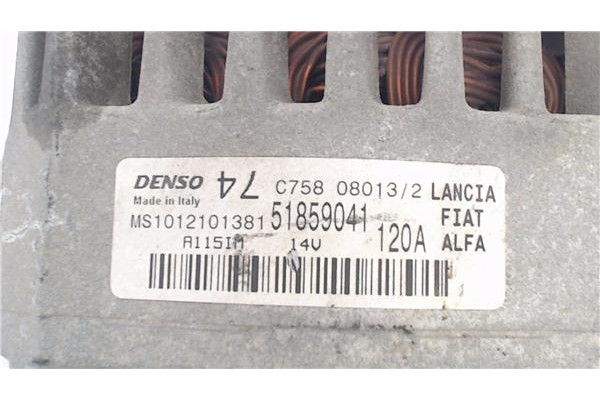 DENSO 74 C758 08013/2 LANCIA
Made in Italy FIAT
MS1012101381 51859041 120A ALFA
A115IM 14V